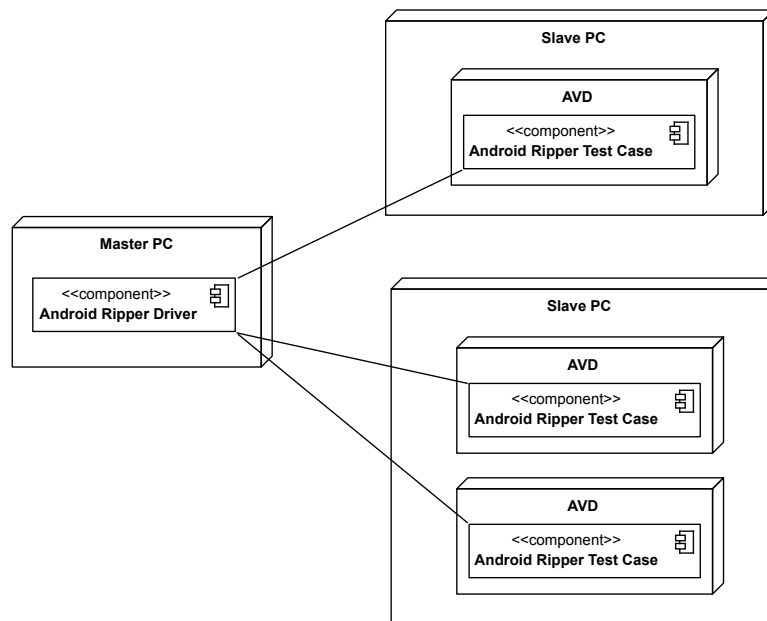 Slave PC
AVD
<<component>>
Android Ripper Test Case
Master PC
<<component>>
Android Ripper Driver
Slave PC
AVD
<<component>>
Android Ripper Test Case
AVD
<<component>>
Android Ripper Test Case